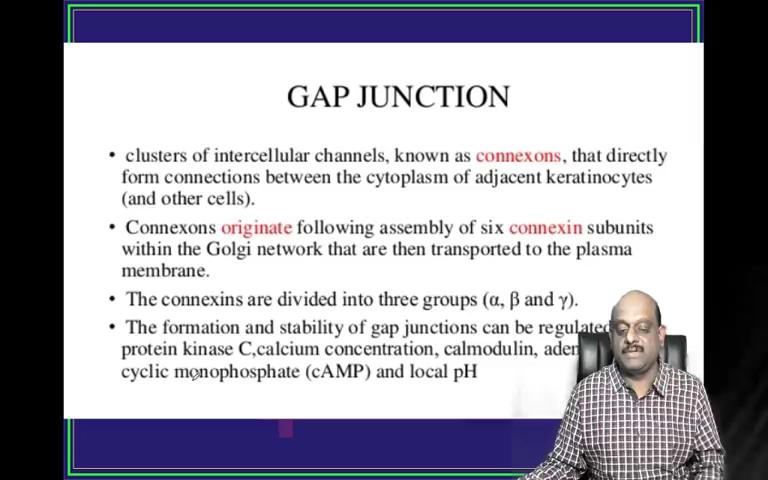 GAP JUNCTION
• clusters of intercellular channels, known as connexons, that directly
form connections between the cytoplasm of adjacent keratinocytes
(and other cells).
• Connexons originate following assembly of six connexin subunits
within the Golgi network that are then transported to the plasma
membrane.
• The connexins are divided into three groups (α, β and γ).
• The formation and stability of gap junctions can be regulated
protein kinase C,calcium concentration, calmodulin,
cyclic monophosphate (cAMP) and local pH